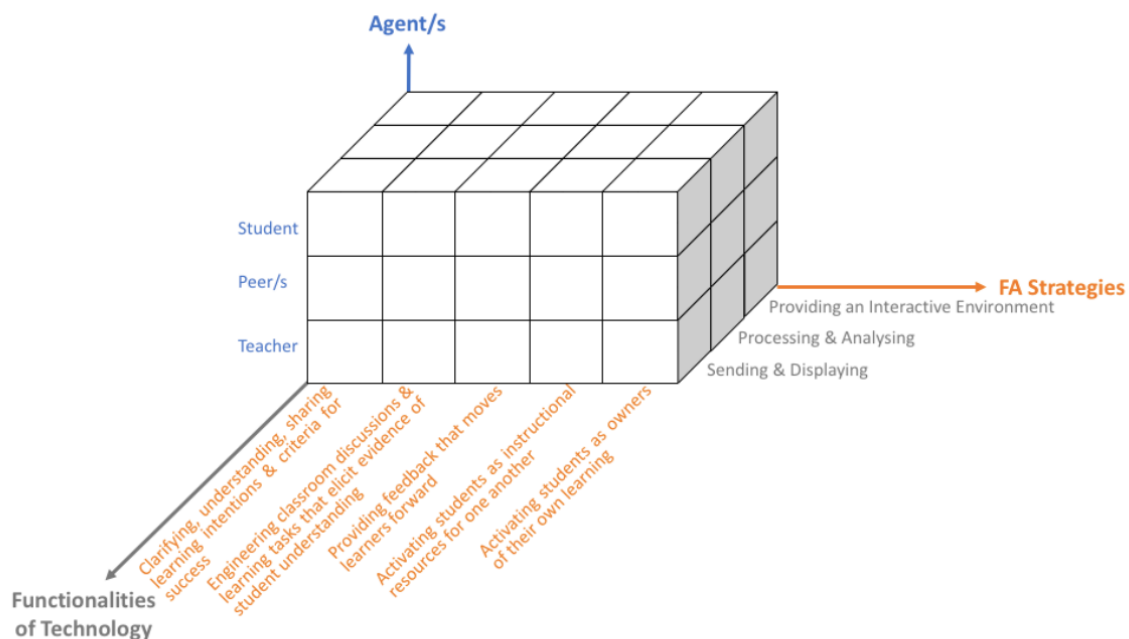 Agent/s
Student
Peer/s
Teacher
FA Strategies
Providing an Interactive Environment
Processing & Analysing
Sending & Displaying
Clarifying, understanding, sharing
learning intentions & criteria for
success
Engineering classroom discussions &
learning tasks that elicit evidence of
student understanding
Providing feedback that moves
learners forward
Activating students as instructional
resources for one another
Activating students as owners
of their own learning
Functionalities
of Technology